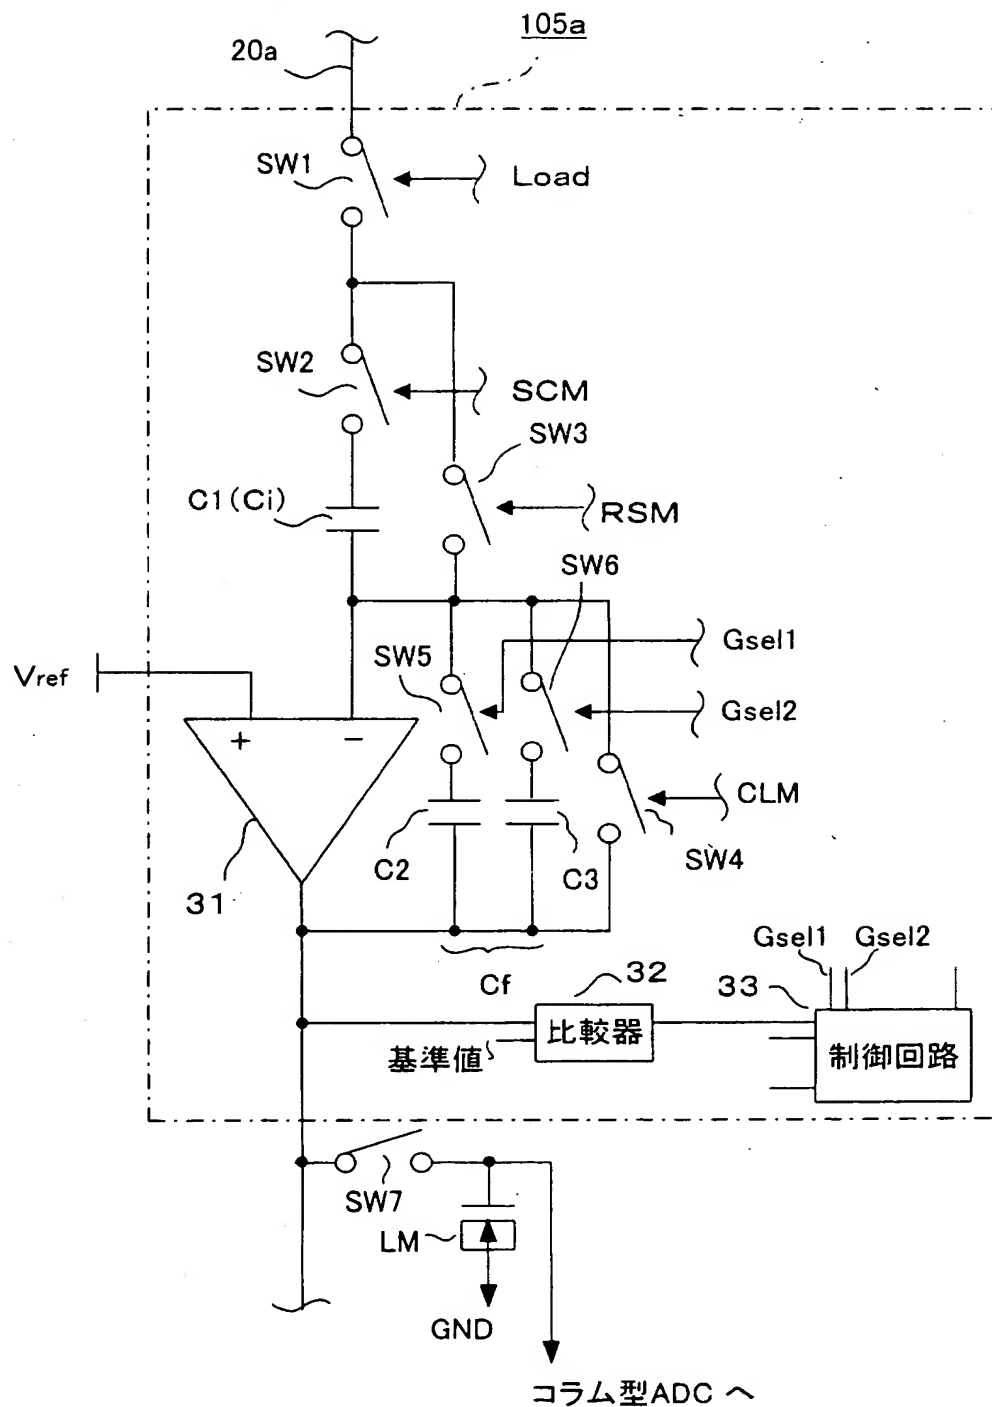 105a
20a
SW1
Load
SW2
SCM
SW3
C1(Ci)
RSM
SW6
Gsel1
SW5
Vref
Gsel2
+
−
CLM
C2
C3
SW4
31
Gsel1
Gsel2
Cf
32
33
比較器
基準値
制御回路
SW7
LM
GND
コラム型ADC へ